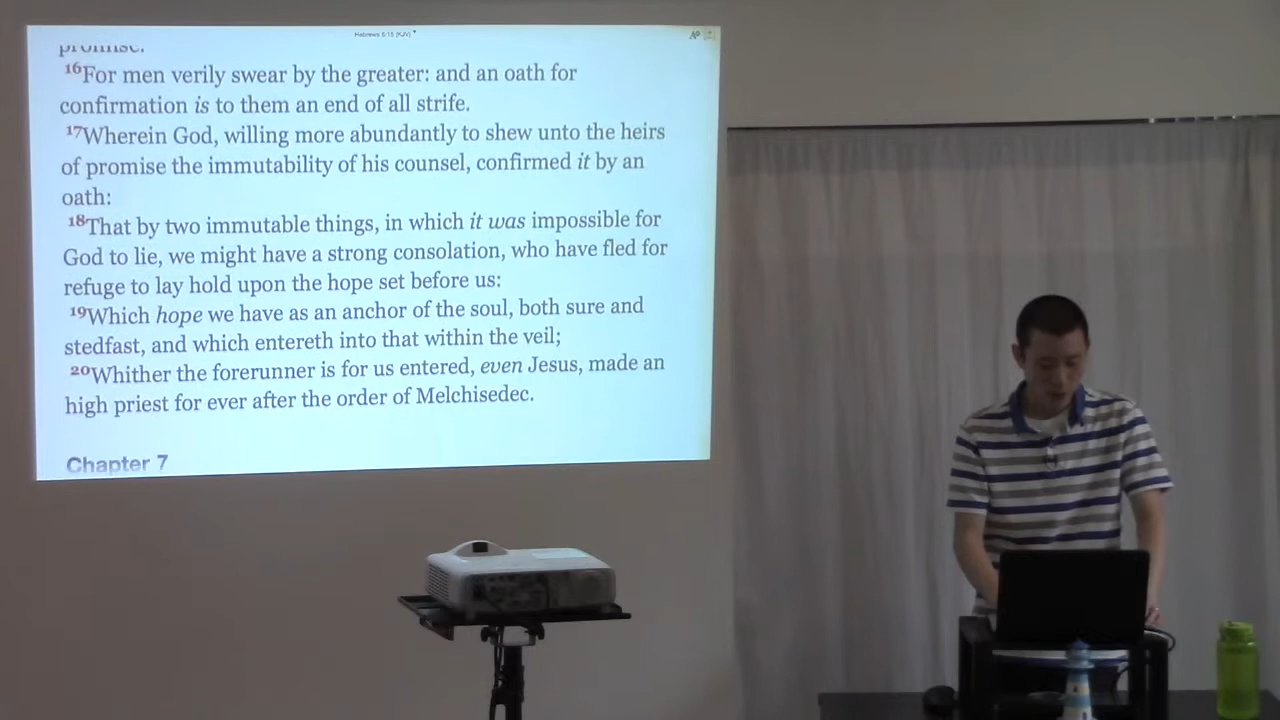 Hebrews 6:18 (KJV)
promise.
16For men verily swear by the greater: and an oath for
confirmation is to them an end of all strife.
17Wherein God, willing more abundantly to shew unto the heirs
of promise the immutability of his counsel, confirmed it by an
oath:
18That by two immutable things, in which it was impossible for
God to lie, we might have a strong consolation, who have fled for
refuge to lay hold upon the hope set before us:
19Which hope we have as an anchor of the soul, both sure and
stedfast, and which entereth into that within the veil;
20Whither the forerunner is for us entered, even Jesus, made an
high priest for ever after the order of Melchisedec.
Chapter 7